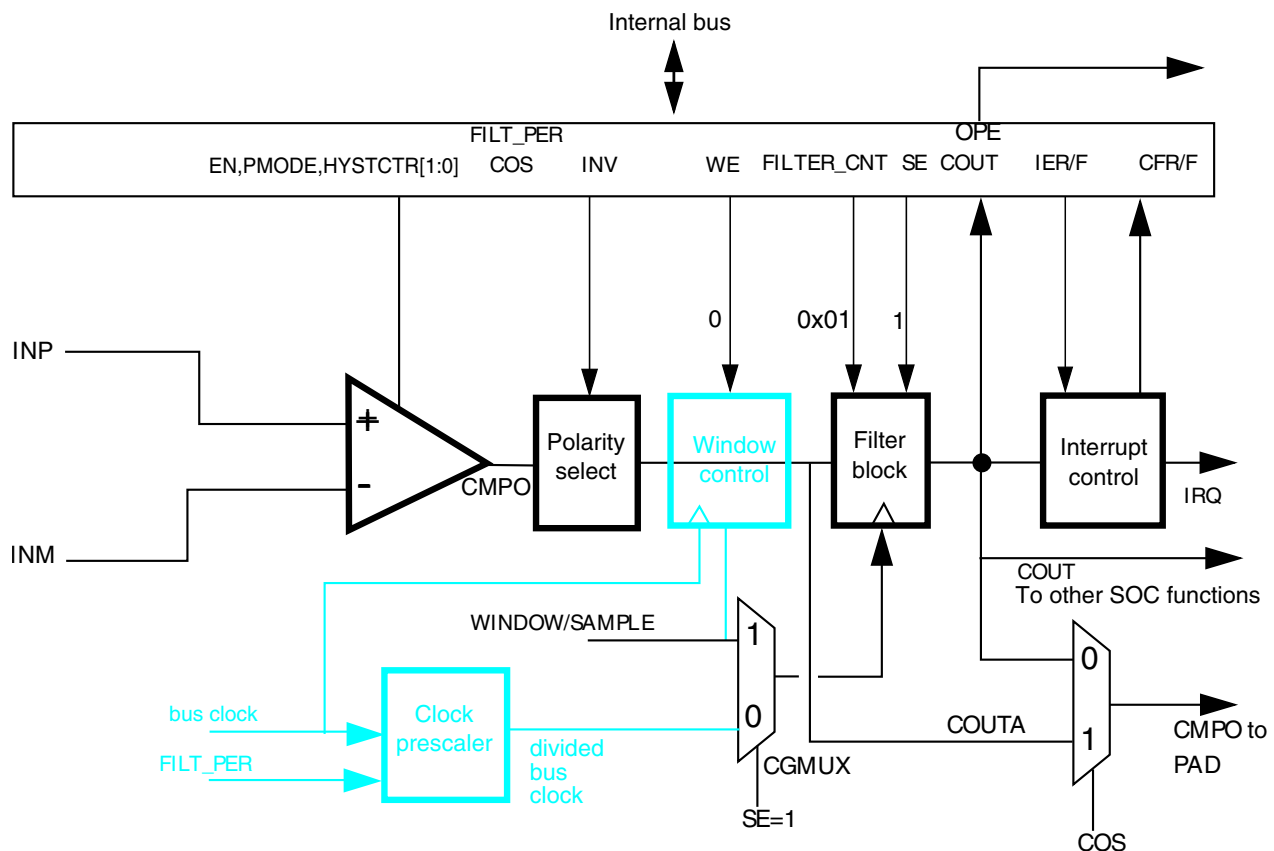 Internal bus
FILT_PER
OPE
EN,PMODE,HYSTCTR[1:0]
COS
INV
WE
FILTER_CNT
SE
COUT
IER/F
CFR/F
0
0x01
1
INP
INM
+
-
CMPO
Polarity
select
Window
control
Filter
block
Interrupt
control
IRQ
COUT
To other SOC functions
WINDOW/SAMPLE
1
0
CGMUX
SE=1
bus clock
FILT_PER
Clock
prescaler
divided
bus
clock
COUTA
0
1
CMPO to
PAD
COS